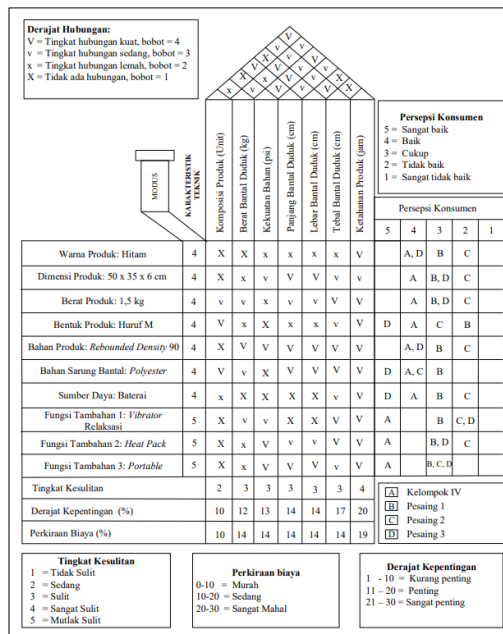 Derajat Hubungan:
V = Tingkat hubungan kuat, bobot = 4
v = Tingkat hubungan sedang, bobot = 3
x = Tingkat hubungan lemah, bobot = 2
X = Tidak ada hubungan, bobot = 1
Persepsi Konsumen
5 = Sangat baik
4 = Baik
3 = Cukup
2 = Tidak baik
1 = Sangat tidak baik
MODUS
KARAKTERISTIK TEKNIK
Komposisi Produk (Unit)
Berat Bantal Duduk (kg)
Kekuatan Bahan (psi)
Panjang Bantal Duduk (cm)
Lebar Bantal Duduk (cm)
Tebal Bantal Duduk (cm)
Ketahanan Produk (jam)
Persepsi Konsumen
5 4 3 2 1
Warna Produk: Hitam 4 X X x x x x V A, D B C
Dimensi Produk: 50 x 35 x 6 cm 4 X x v V V v v A B, D C
Berat Produk: 1,5 kg 4 v v x v v V V A B, D C
Bentuk Produk: Huruf M 4 V x X x x v V D A C B
Bahan Produk: Rebounded Density 90 4 X V V V V V V A, D B C
Bahan Sarung Bantal: Polyester 4 V v X V V V V D A, C B
Sumber Daya: Baterai 4 x X X X X v V D A B C
Fungsi Tambahan 1: Vibrator Relaksasi 5 X v v X X V V A B C, D
Fungsi Tambahan 2: Heat Pack 5 X x V v v V V A B, D C
Fungsi Tambahan 3: Portable 5 X x V V V v V A B, C, D
Tingkat Kesulitan 2 3 3 3 3 3 4
Derajat Kepentingan (%) 10 12 13 14 14 17 20
Perkiraan Biaya (%) 10 14 14 14 14 14 19
A Kelompok IV
B Pesaing 1
C Pesaing 2
D Pesaing 3
Tingkat Kesulitan
1 = Tidak Sulit
2 = Sedang
3 = Sulit
4 = Sangat Sulit
5 = Mutlak Sulit
Perkiraan biaya
0-10 = Murah
10-20 = Sedang
20-30 = Sangat Mahal
Derajat Kepentingan
1 - 10 = Kurang penting
11 – 20 = Penting
21 – 30 = Sangat penting